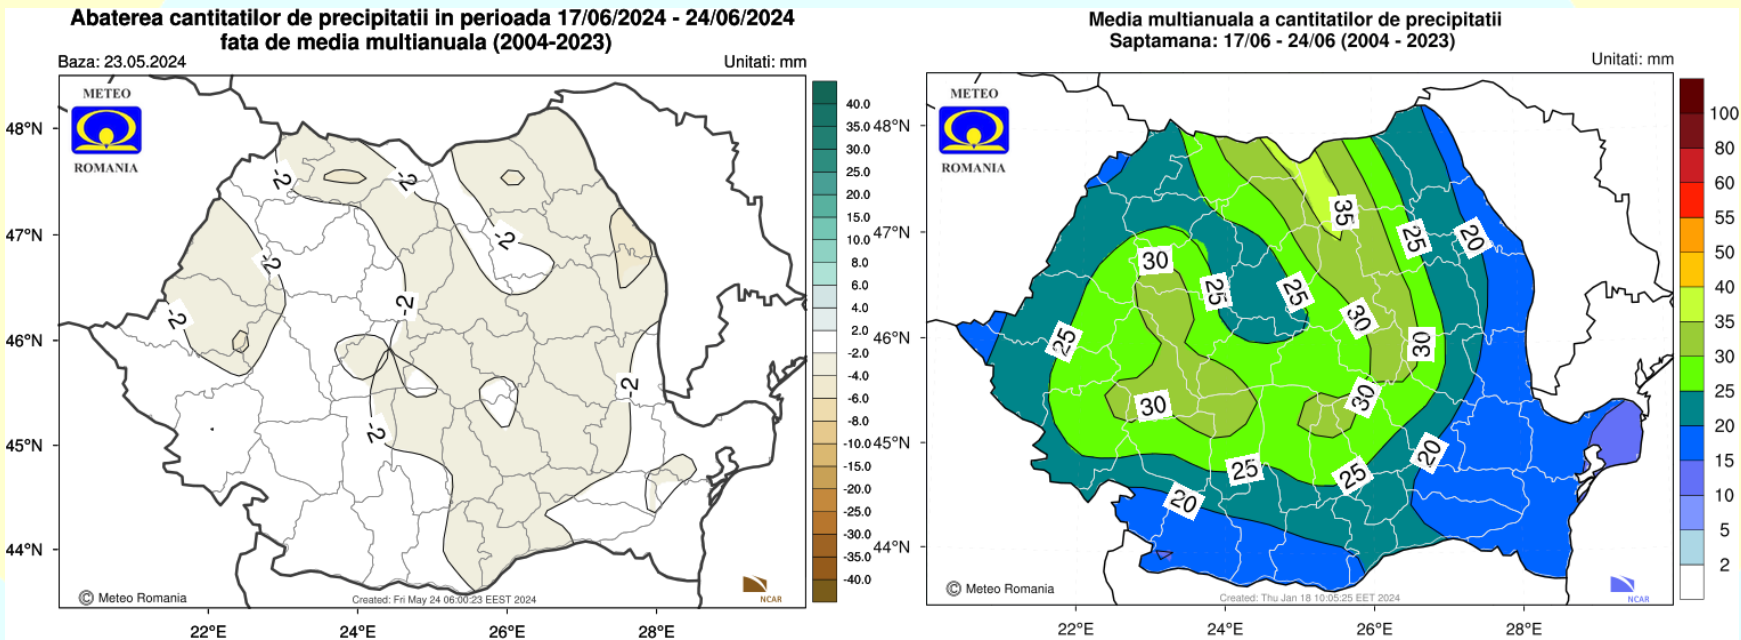 Abaterea cantitatilor de precipitatii in perioada 17/06/2024 - 24/06/2024
fata de media multianuala (2004-2023)
Baza: 23.05.2024
Unitati: mm
METEO
ROMANIA
48°N
47°N
46°N
45°N
44°N
-2
-2
-2
-2
-2
-2
-2
-2
40.0
35.0
30.0
25.0
20.0
15.0
10.0
8.0
6.0
4.0
2.0
-2.0
-4.0
-6.0
-8.0
-10.0
-15.0
-20.0
-25.0
-30.0
-35.0
-40.0
© Meteo Romania
Created: Fri May 24 06:00:23 EEST 2024
NCAR
22°E
24°E
26°E
28°E
Media multianuala a cantitatilor de precipitatii
Saptamana: 17/06 - 24/06 (2004 - 2023)
Unitati: mm
METEO
ROMANIA
48°N
47°N
46°N
45°N
44°N
35
25
20
30
25
25
30
30
25
30
30
20
25
25
20
100
80
60
55
50
40
35
30
25
20
15
10
5
2
© Meteo Romania
Created: Thu Jan 18 10:05:25 EET 2024
NCAR
22°E
24°E
26°E
28°E